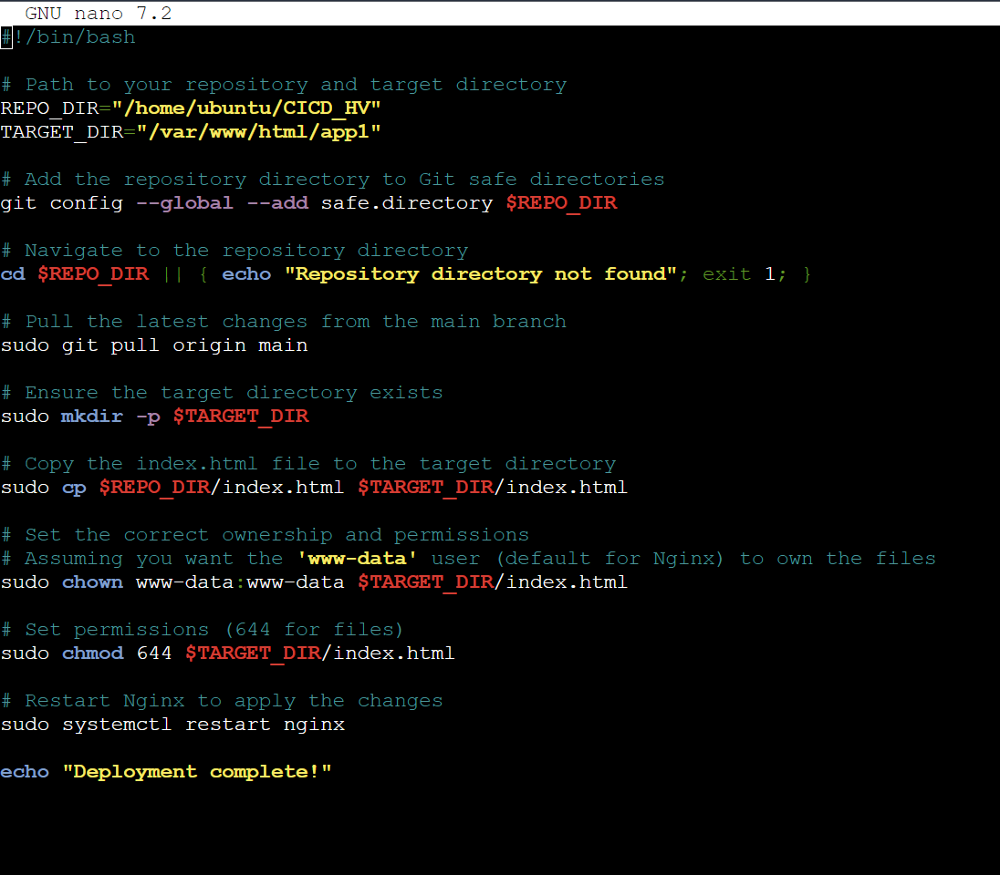 GNU nano 7.2
#!/bin/bash
# Path to your repository and target directory
REPO_DIR="/home/ubuntu/CICD_HV"
TARGET_DIR="/var/www/html/app1"
# Add the repository directory to Git safe directories
git config --global --add safe.directory $REPO_DIR
# Navigate to the repository directory
cd $REPO_DIR || { echo "Repository directory not found"; exit 1; }
# Pull the latest changes from the main branch
sudo git pull origin main
# Ensure the target directory exists
sudo mkdir -p $TARGET_DIR
# Copy the index.html file to the target directory
sudo cp $REPO_DIR/index.html $TARGET_DIR/index.html
# Set the correct ownership and permissions
# Assuming you want the 'www-data' user (default for Nginx) to own the files
sudo chown www-data:www-data $TARGET_DIR/index.html
# Set permissions (644 for files)
sudo chmod 644 $TARGET_DIR/index.html
# Restart Nginx to apply the changes
sudo systemctl restart nginx
echo "Deployment complete!"